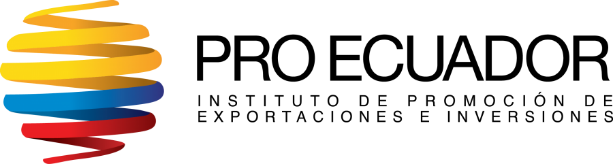 PRO ECUADOR
INSTITUTO DE PROMOCIÓN DE
EXPORTACIONES E INVERSIONES